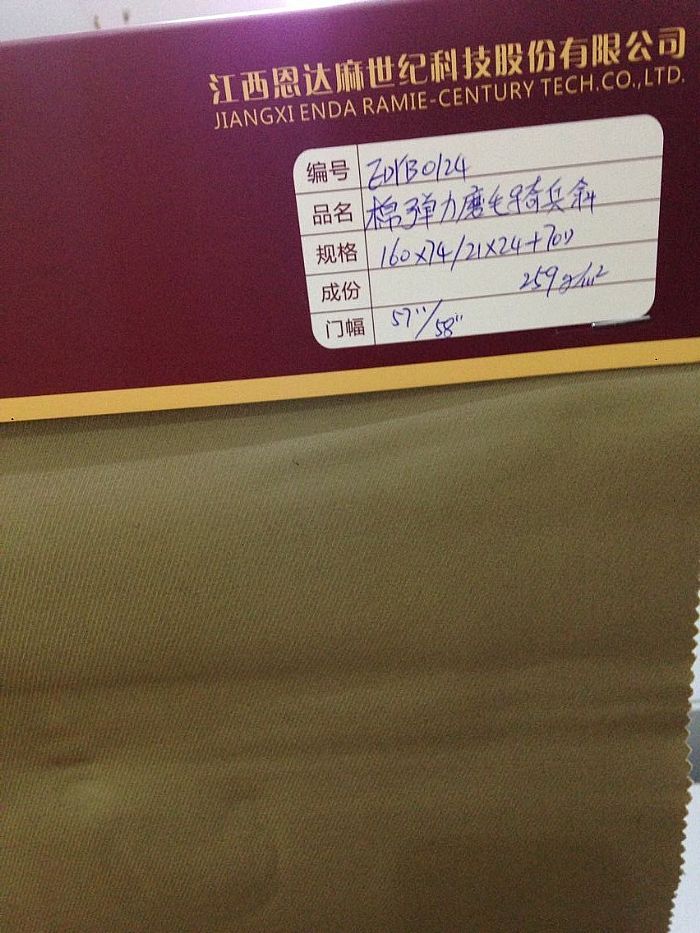 江西恩达麻世纪科技股份有限公司
JIANGXI ENDA RAMIE-CENTURY TECH.CO.,LTD.
编号 EDYB0124
品名 棉弹力磨毛骑兵斜
规格 160×74/21×24+70D
成份 259g/m²
门幅 57"/58"